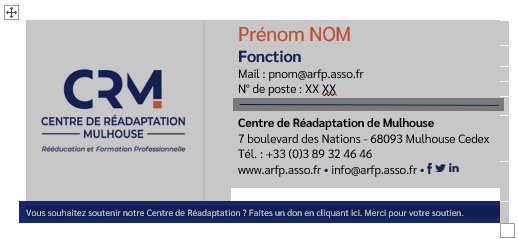 CRM
CENTRE DE RÉADAPTATION
MULHOUSE
Rééducation et Formation Professionnelle
Prénom NOM
Fonction
Mail : pnom@arfp.asso.fr
N° de poste : XX XX
Centre de Réadaptation de Mulhouse
7 boulevard des Nations - 68093 Mulhouse Cedex
Tél. : +33 (0)3 89 32 46 46
www.arfp.asso.fr • info@arfp.asso.fr •
Vous souhaitez soutenir notre Centre de Réadaptation ? Faites un don en cliquant ici. Merci pour votre soutien.